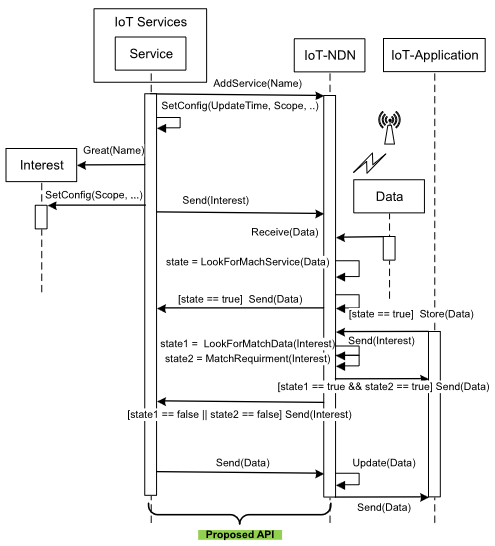 IoT Services
Service
IoT-NDN
IoT-Application
AddService(Name)
SetConfig(UpdateTime, Scope, ..)
Great(Name)
Interest
SetConfig(Scope, ...)
Send(Interest)
Data
Receive(Data)
state = LookForMachService(Data)
[state == true] Send(Data)
[state == true] Store(Data)
Send(Interest)
state1 = LookForMatchData(Interest)
state2 = MatchRequirment(Interest)
[state1 == true && state2 == true] Send(Data)
[state1 == false || state2 == false] Send(Interest)
Send(Data)
Update(Data)
Send(Data)
Proposed API